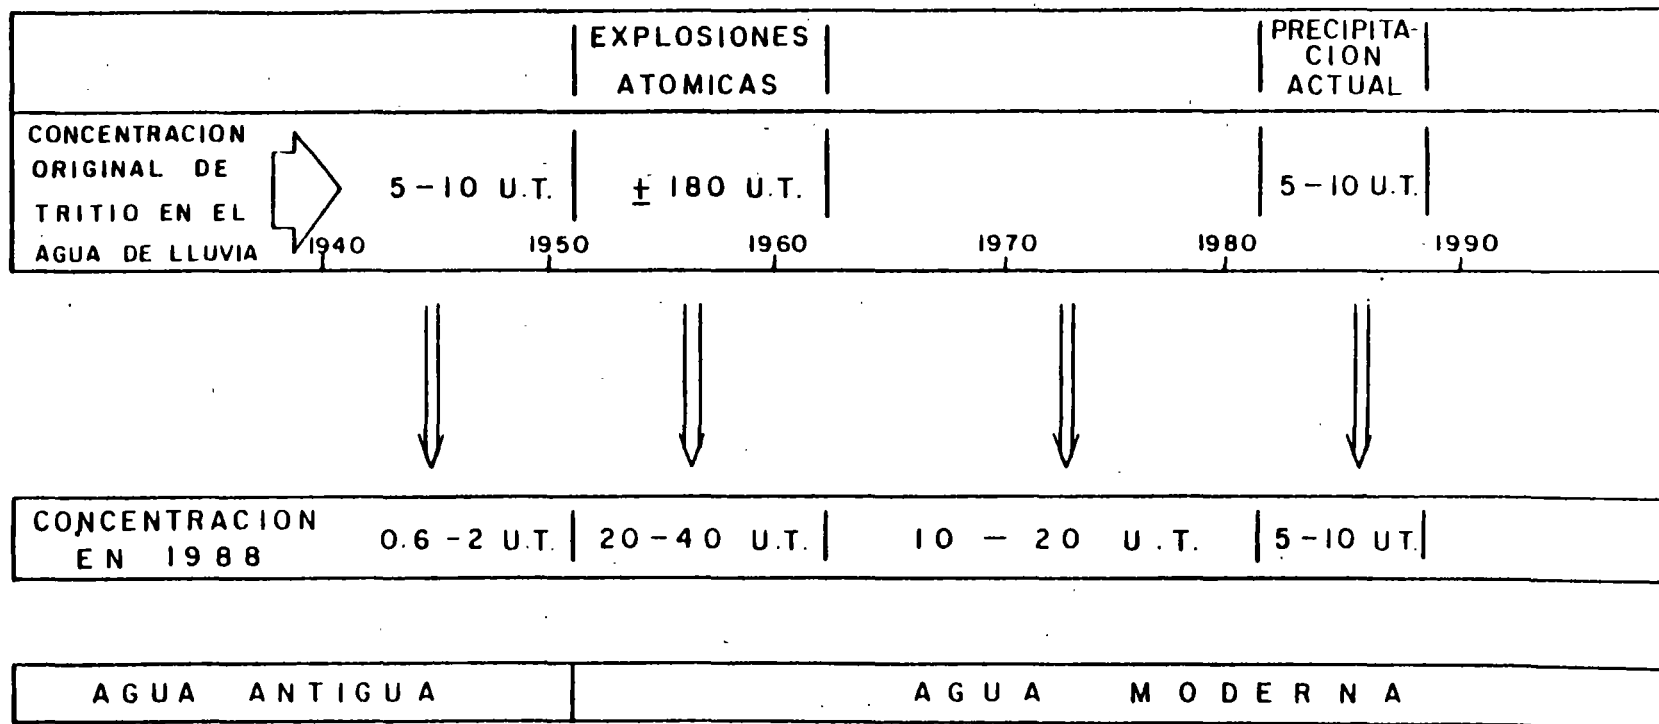 EXPLOSIONES
ATOMICAS
PRECIPITA-
CION
ACTUAL
CONCENTRACION
ORIGINAL DE
TRITIO EN EL
AGUA DE LLUVIA
5-10 U.T.
± 180 U.T.
5-10 U.T.
1940 1950 1960 1970 1980 1990
CONCENTRACION
EN 1988
0.6-2 U.T. 20-40 U.T. 10 - 20 U.T. 5-10 UT.
AGUA ANTIGUA AGUA MODERNA